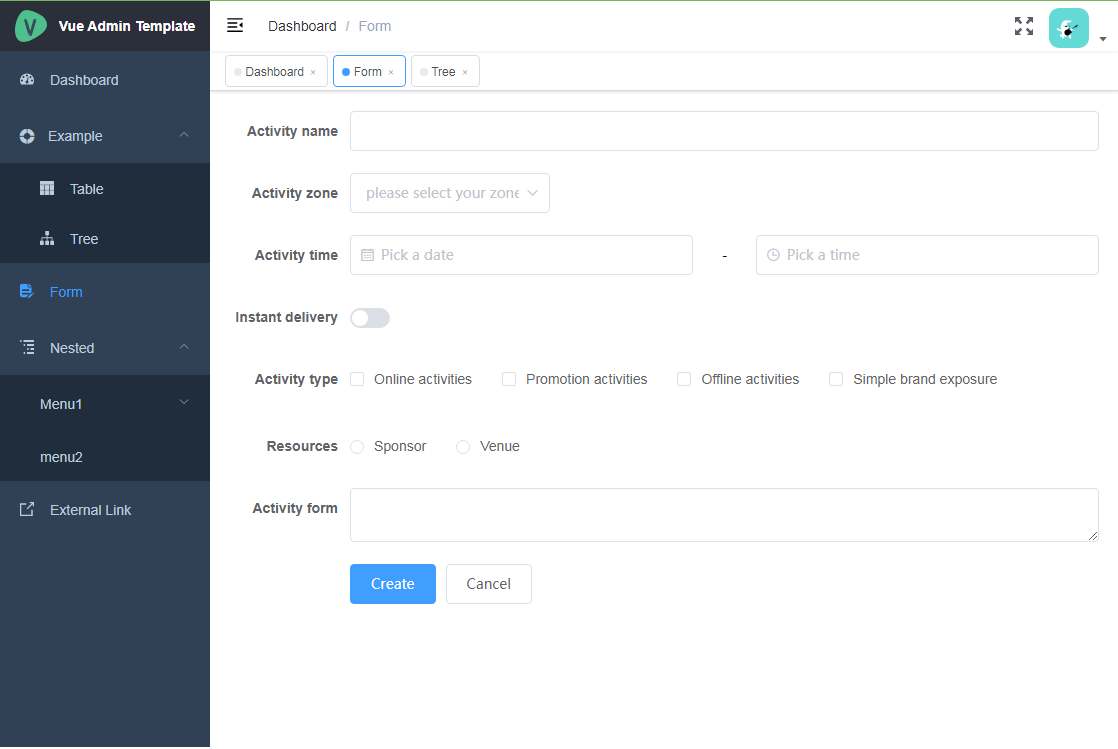 Vue Admin Template
Dashboard / Form
Dashboard × Form × Tree ×
Dashboard
Example
Table
Tree
Form
Nested
Menu1
menu2
External Link
Activity name
Activity zone please select your zone
Activity time Pick a date - Pick a time
Instant delivery
Activity type Online activities Promotion activities Offline activities Simple brand exposure
Resources Sponsor Venue
Activity form
Create Cancel